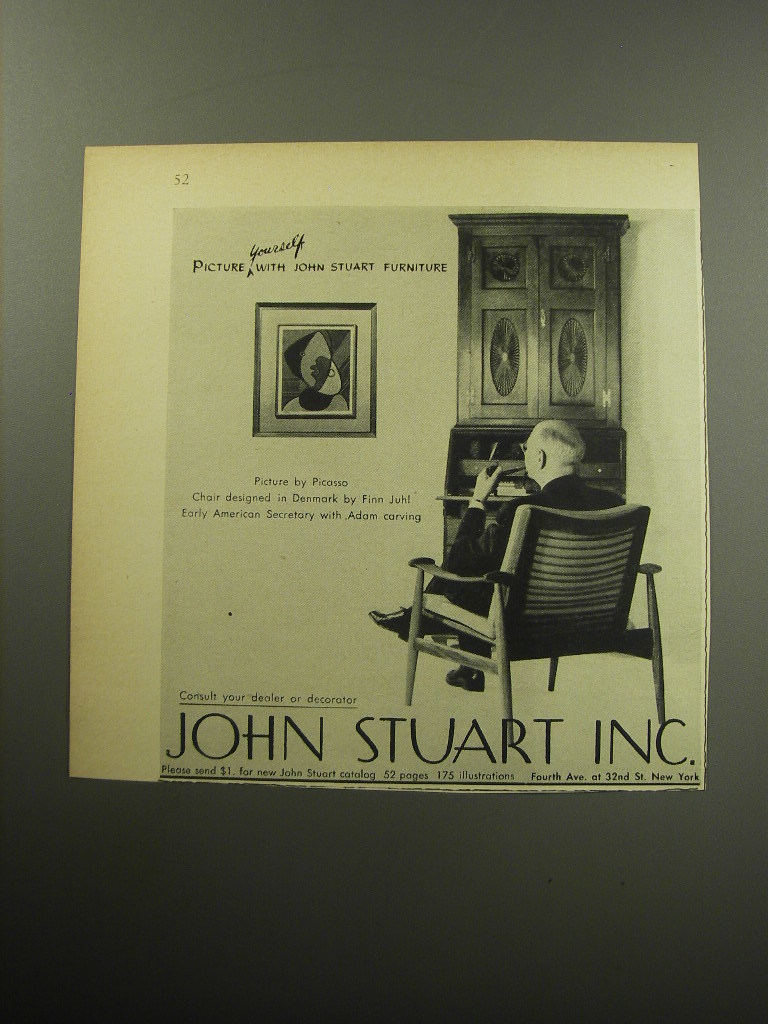 52
yourself
PICTURE WITH JOHN STUART FURNITURE
Picture by Picasso
Chair designed in Denmark by Finn Juhl
Early American Secretary with Adam carving
Consult your dealer or decorator
JOHN STUART INC.
Please send $1. for new John Stuart catalog 52 pages 175 illustrations Fourth Ave. at 32nd St. New York